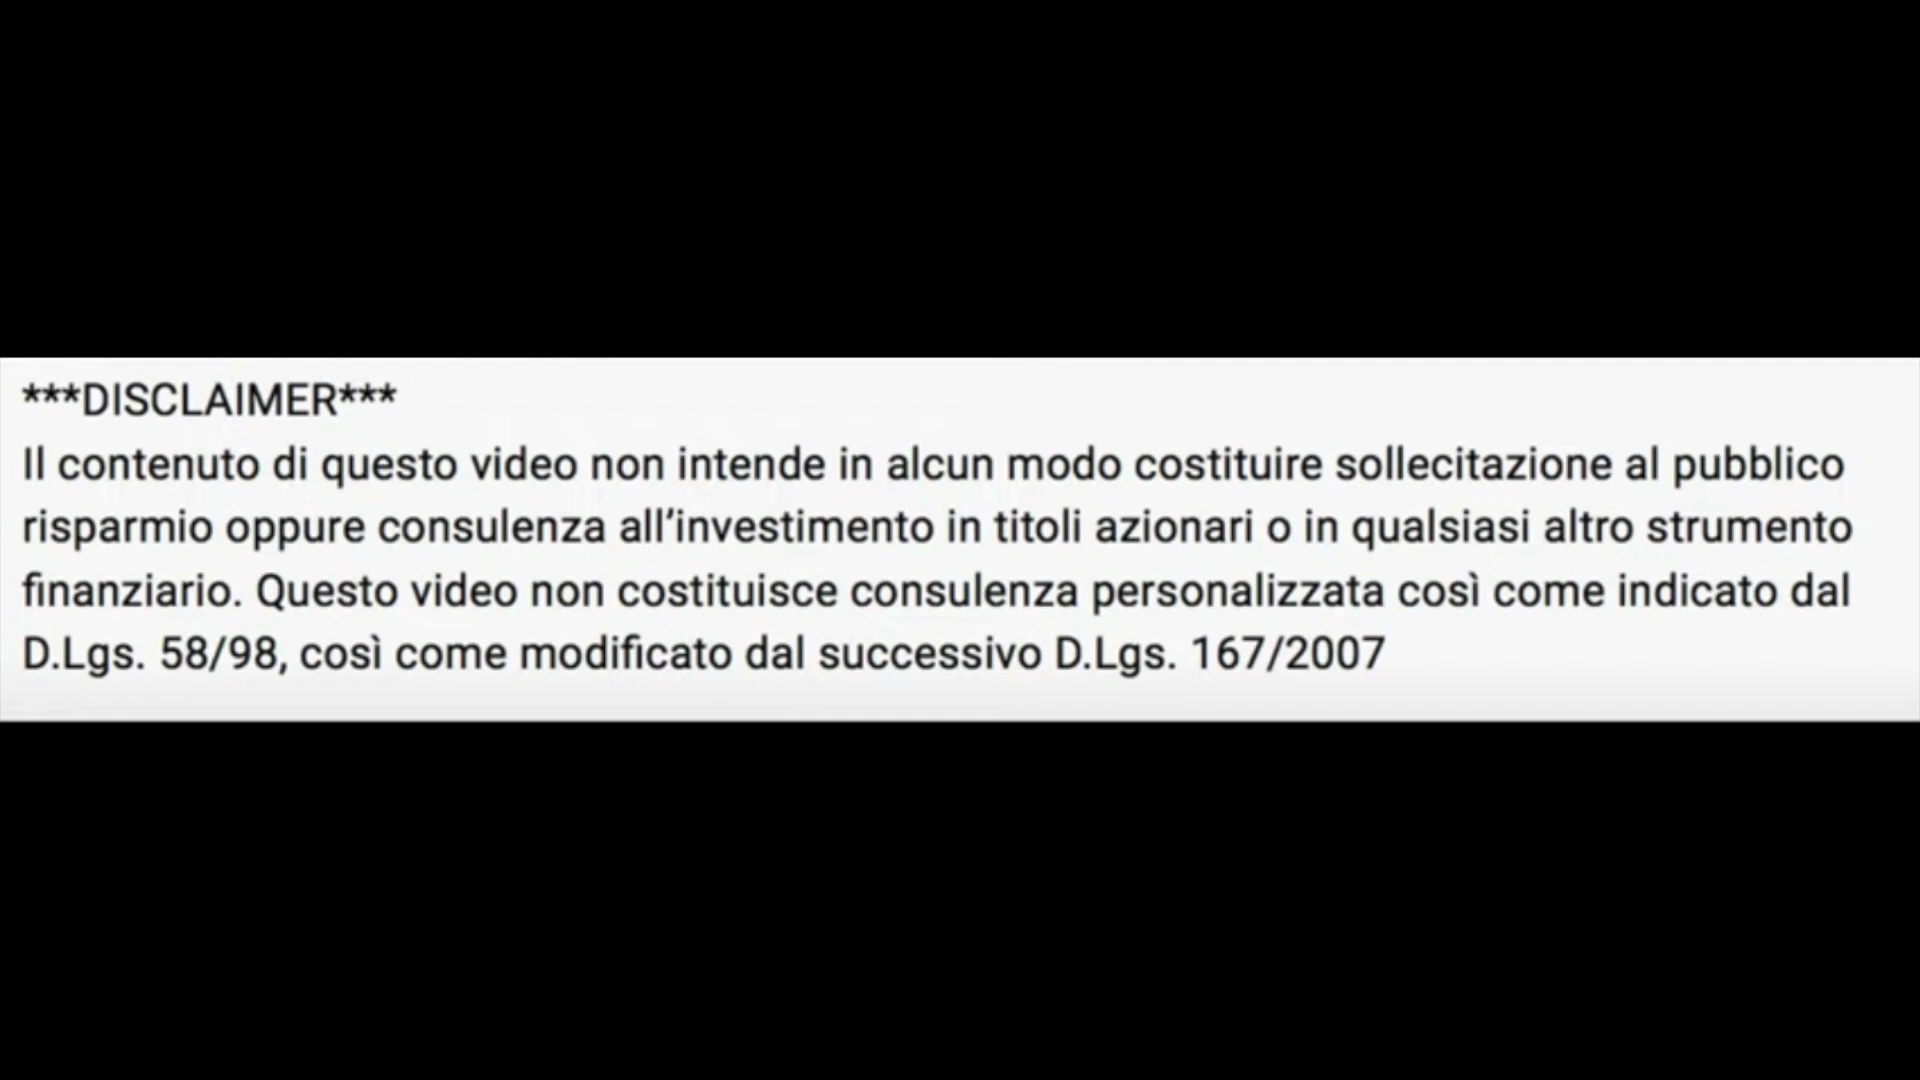 ***DISCLAIMER***
Il contenuto di questo video non intende in alcun modo costituire sollecitazione al pubblico
risparmio oppure consulenza all’investimento in titoli azionari o in qualsiasi altro strumento
finanziario. Questo video non costituisce consulenza personalizzata così come indicato dal
D.Lgs. 58/98, così come modificato dal successivo D.Lgs. 167/2007